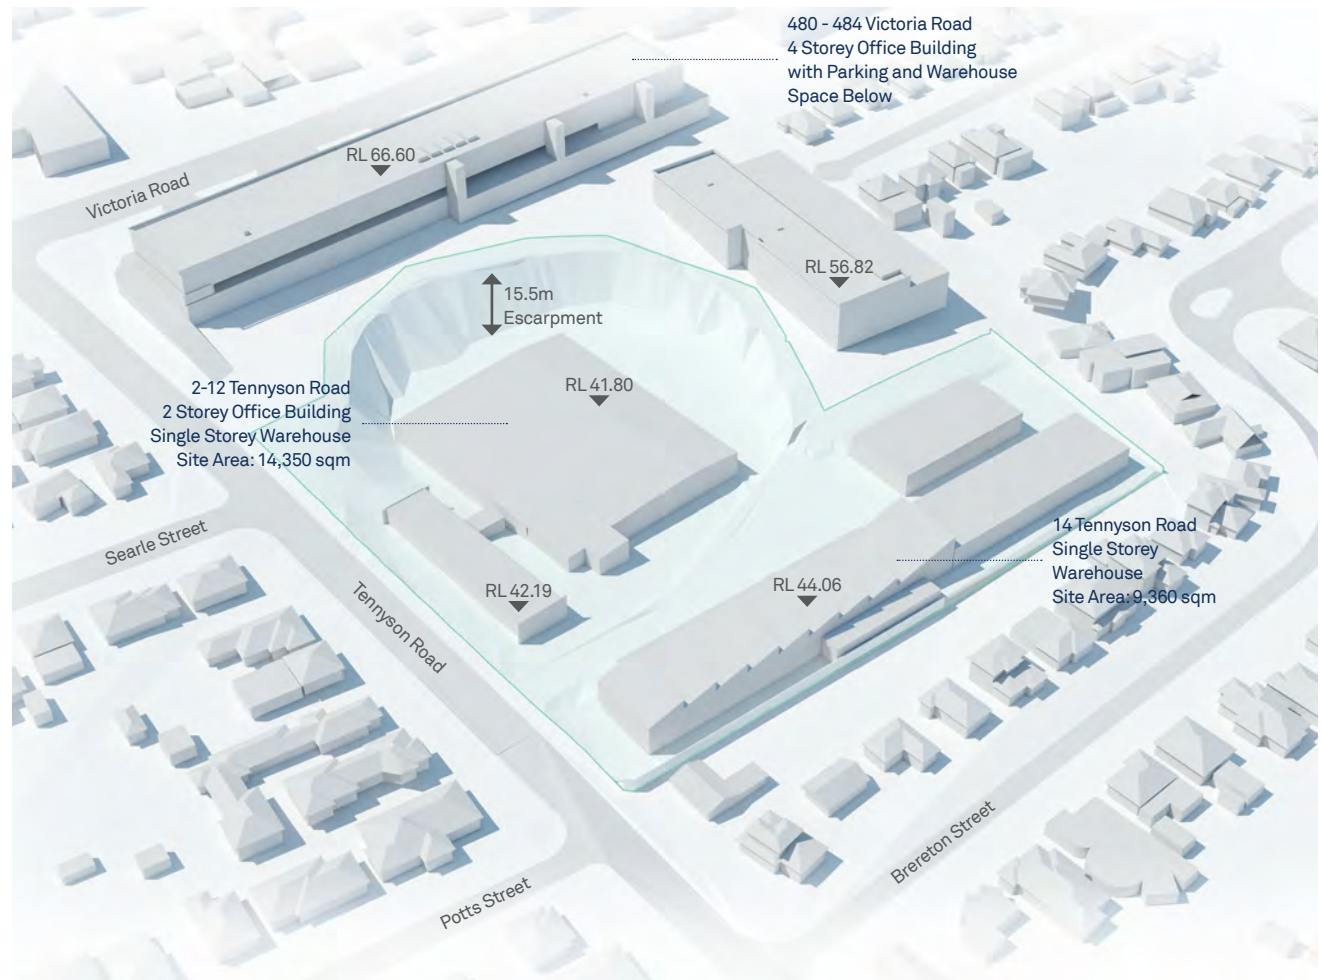 480 - 484 Victoria Road
4 Storey Office Building
with Parking and Warehouse
Space Below
RL 66.60
Victoria Road
RL 56.82
15.5m
Escarpment
2-12 Tennyson Road
2 Storey Office Building
Single Storey Warehouse
Site Area: 14,350 sqm
RL 41.80
Searle Street
14 Tennyson Road
Single Storey
Warehouse
Site Area: 9,360 sqm
RL 42.19
RL 44.06
Tennyson Road
Brereton Street
Potts Street